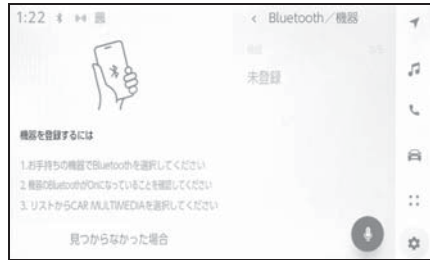 1:22
< Bluetooth／機器
未登録
機器を登録するには
1.お手持ちの機器でBluetoothを選択してください
2.機器のBluetoothがOnになっていることを確認してください
3.リストからCAR MULTIMEDIAを選択してください
見つからなかった場合